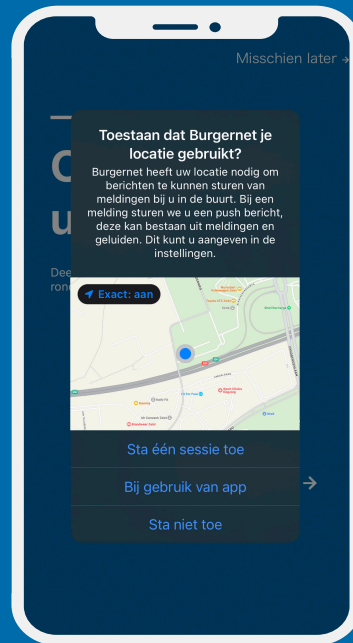 Misschien later →
Toestaan dat Burgernet je
locatie gebruikt?
Burgernet heeft uw locatie nodig om
berichten te kunnen sturen van
meldingen bij u in de buurt. Bij een
melding sturen we u een push bericht,
deze kan bestaan uit meldingen en
geluiden. Dit kunt u aangeven in de
instellingen.
Dee
rond
Exact: aan
Sta één sessie toe
Bij gebruik van app
Sta niet toe